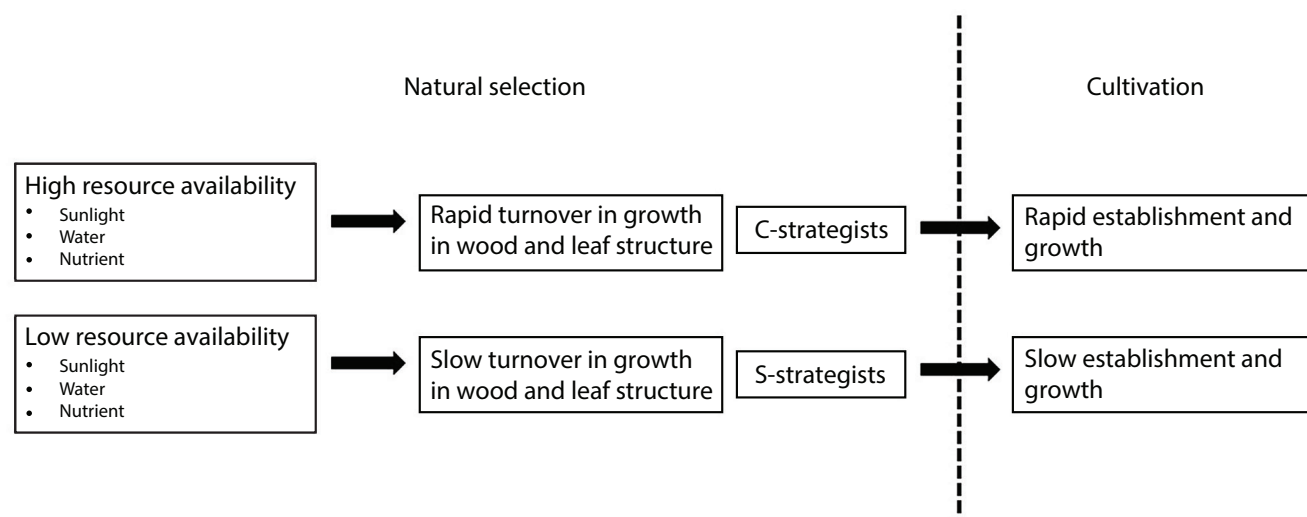 Natural selection
Cultivation
High resource availability
• Sunlight
• Water
• Nutrient
Rapid turnover in growth
in wood and leaf structure
C-strategists
Rapid establishment and
growth
Low resource availability
• Sunlight
• Water
• Nutrient
Slow turnover in growth
in wood and leaf structure
S-strategists
Slow establishment and
growth